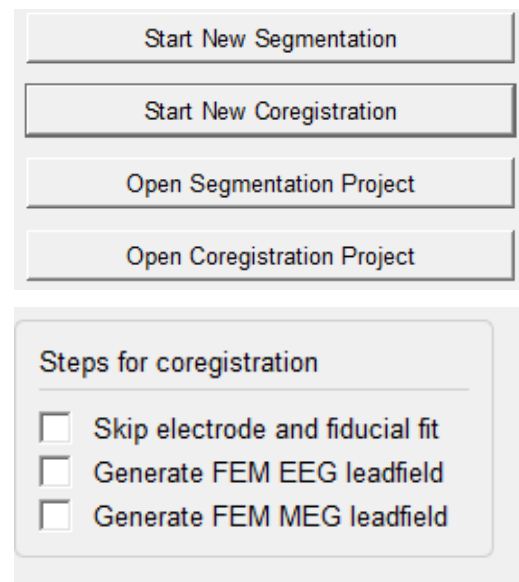 Start New Segmentation
Start New Coregistration
Open Segmentation Project
Open Coregistration Project
Steps for coregistration
Skip electrode and fiducial fit
Generate FEM EEG leadfield
Generate FEM MEG leadfield